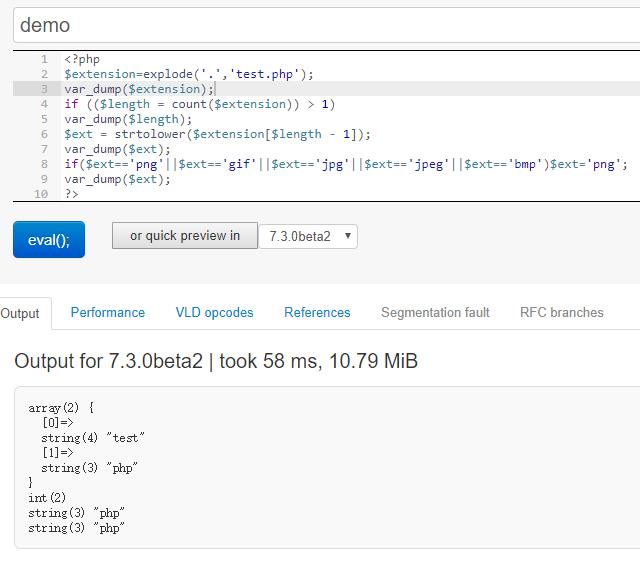 demo
1 <?php
2 $extension=explode('.','test.php');
3 var_dump($extension);
4 if (($length = count($extension)) > 1)
5 var_dump($length);
6 $ext = strtolower($extension[$length - 1]);
7 var_dump($ext);
8 if($ext=='png'||$ext=='gif'||$ext=='jpg'||$ext=='jpeg'||$ext=='bmp')$ext='png';
9 var_dump($ext);
10 ?>
eval(); or quick preview in 7.3.0beta2 ▼
Output Performance VLD opcodes References Segmentation fault RFC branches
Output for 7.3.0beta2 | took 58 ms, 10.79 MiB
array(2) {
[0]=>
string(4) "test"
[1]=>
string(3) "php"
}
int(2)
string(3) "php"
string(3) "php"